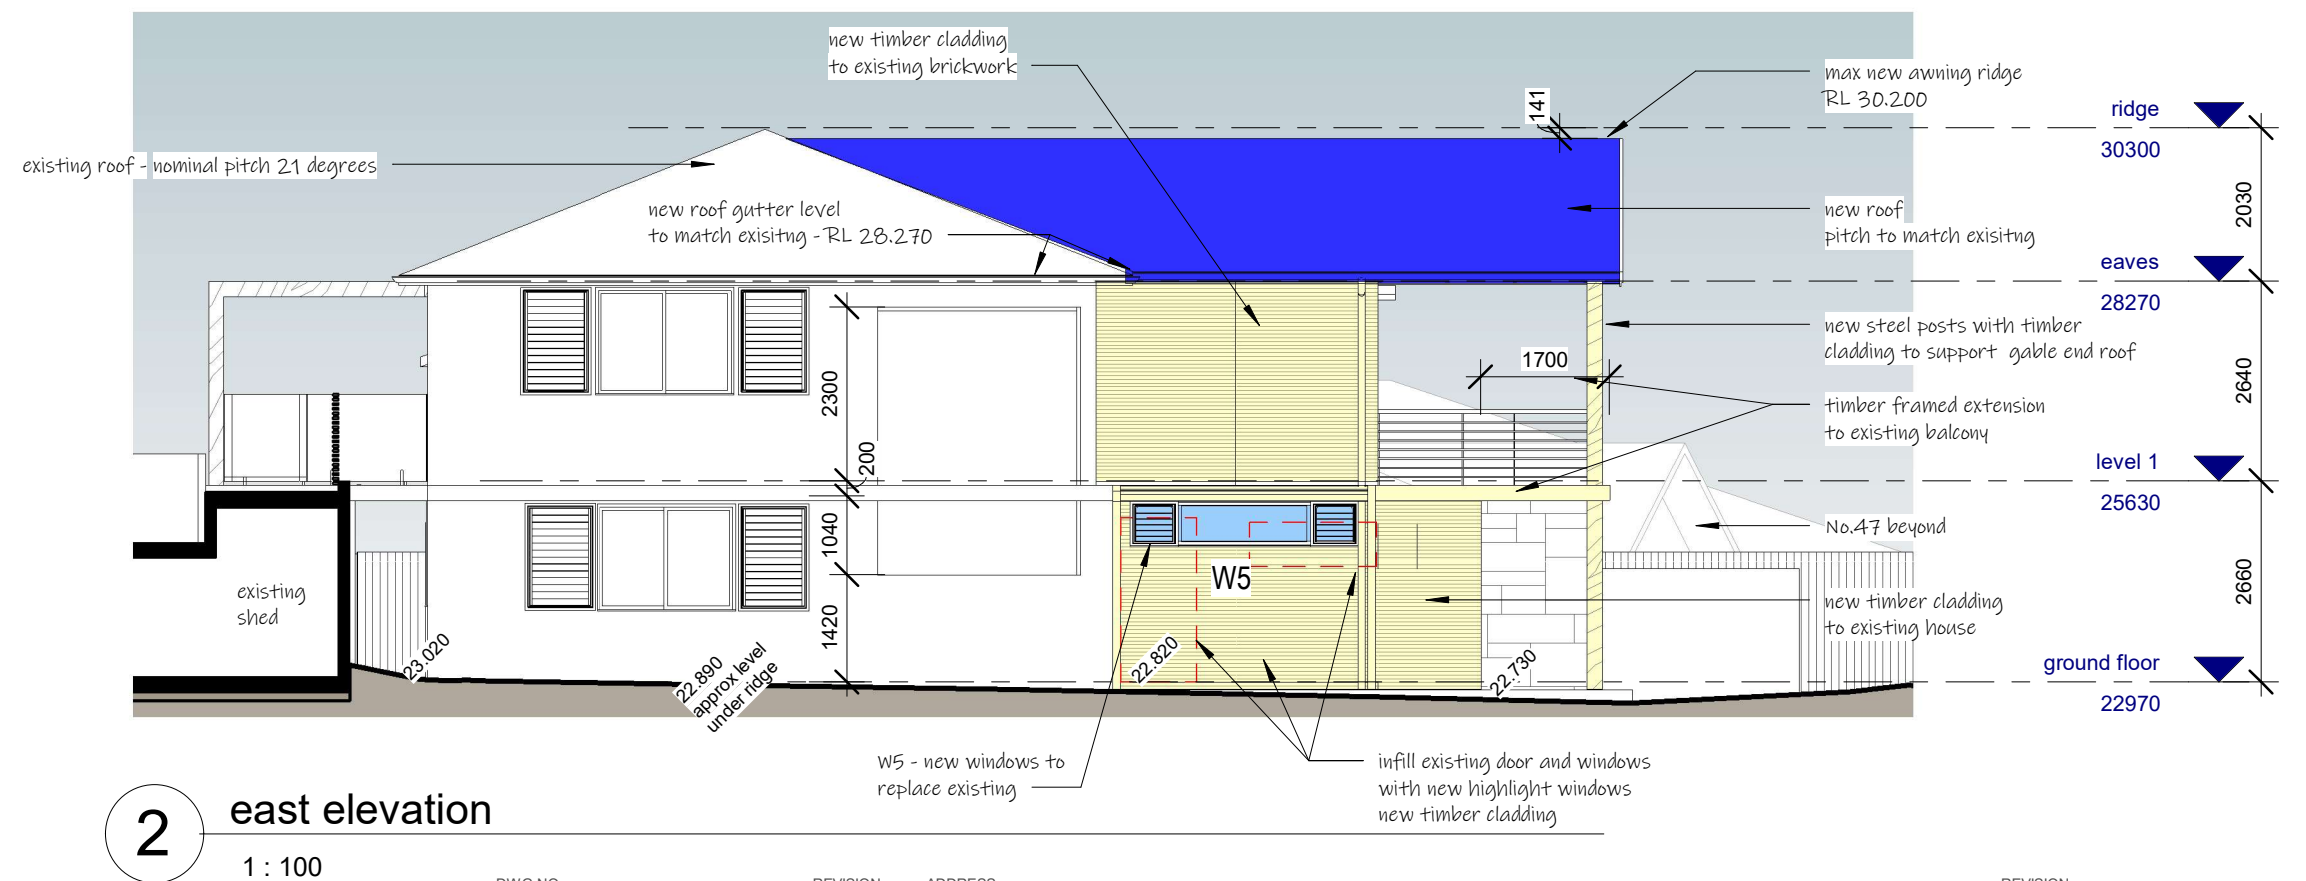 new timber cladding
to existing brickwork
max new awning ridge
RL 30.200
141
ridge
30300
existing roof - nominal pitch 21 degrees
new roof gutter level
to match exisitng - RL 28.270
new roof
pitch to match exisitng
2030
eaves
28270
new steel posts with timber
cladding to support gable end roof
1700
2300
2640
timber framed extension
to existing balcony
200
level 1
25630
No.47 beyond
1040
W5
existing
shed
new timber cladding
to existing house
2660
1420
23.020
22.890
approx level
under ridge
22.820
22.730
ground floor
22970
W5 - new windows to
replace existing
infill existing door and windows
with new highlight windows
new timber cladding
2
east elevation
1 : 100
DWG NO
REVISION
ADDRESS
REVISION